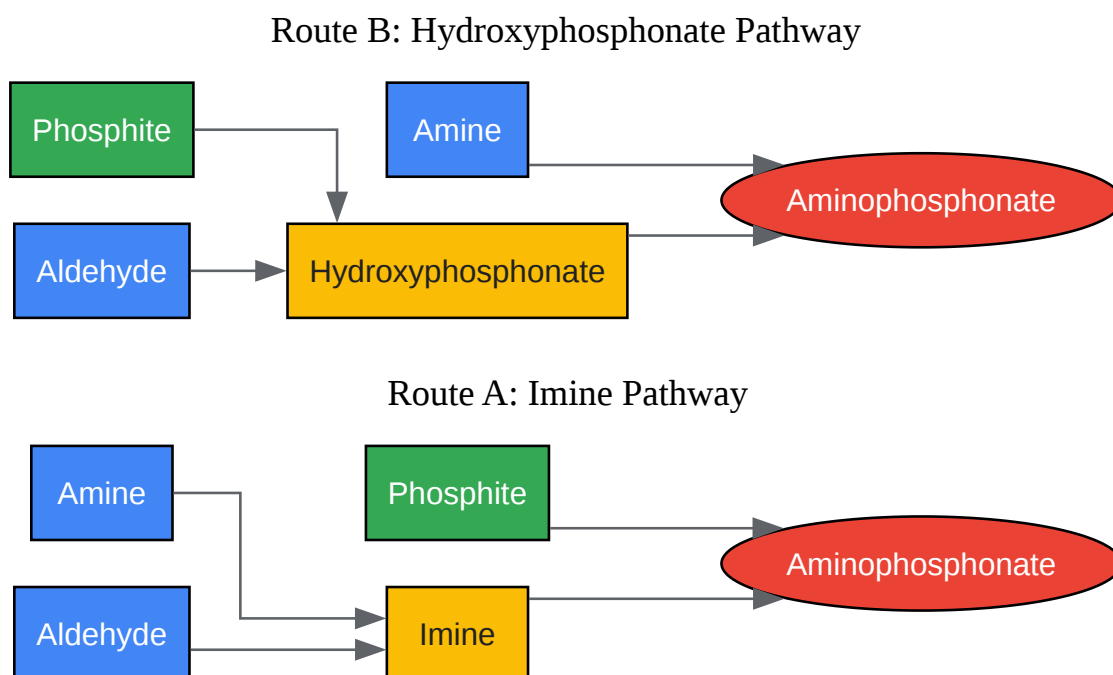 Route B: Hydroxyphosphonate Pathway
Phosphite
Amine
Aminophosphonate
Aldehyde
Hydroxyphosphonate
Route A: Imine Pathway
Amine
Phosphite
Aminophosphonate
Aldehyde
Imine